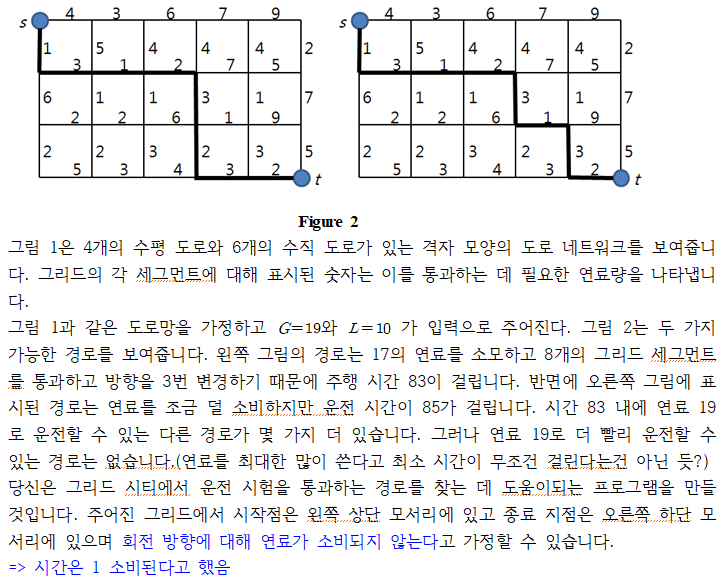 4 3 6 7 9 4 3 6 7 9
s s
1 5 4 4 4 2 1 5 4 4 4 2
3 1 2 7 5 3 1 2 7 5
6 1 1 3 1 7 6 1 1 3 1 7
2 2 6 1 9 2 2 6 1 9
2 2 3 2 3 5 2 2 3 2 3 5
5 3 4 3 2 t 5 3 4 3 2 t
Figure 2
그림 1은 4개의 수평 도로와 6개의 수직 도로가 있는 격자 모양의 도로 네트워크를 보여줍니
다. 그리드의 각 세그먼트에 대해 표시된 숫자는 이를 통과하는 데 필요한 연료량을 나타냅니
다.
그림 1과 같은 도로망을 가정하고 G=19와 L=10 가 입력으로 주어진다. 그림 2는 두 가지
가능한 경로를 보여줍니다. 왼쪽 그림의 경로는 17의 연료를 소모하고 8개의 그리드 세그먼트
를 통과하고 방향을 3번 변경하기 때문에 주행 시간 83이 걸립니다. 반면에 오른쪽 그림에 표
시된 경로는 연료를 조금 덜 소비하지만 운전 시간이 85가 걸립니다. 시간 83 내에 연료 19
로 운전할 수 있는 다른 경로가 몇 가지 더 있습니다. 그러나 연료 19로 더 빨리 운전할 수
있는 경로는 없습니다.(연료를 최대한 많이 쓴다고 최소 시간이 무조건 걸린다는건 아닌 듯?)
당신은 그리드 시티에서 운전 시험을 통과하는 경로를 찾는 데 도움이되는 프로그램을 만들
것입니다. 주어진 그리드에서 시작점은 왼쪽 상단 모서리에 있고 종료 지점은 오른쪽 하단 모
서리에 있으며 회전 방향에 대해 연료가 소비되지 않는다고 가정할 수 있습니다.
=> 시간은 1 소비된다고 했음